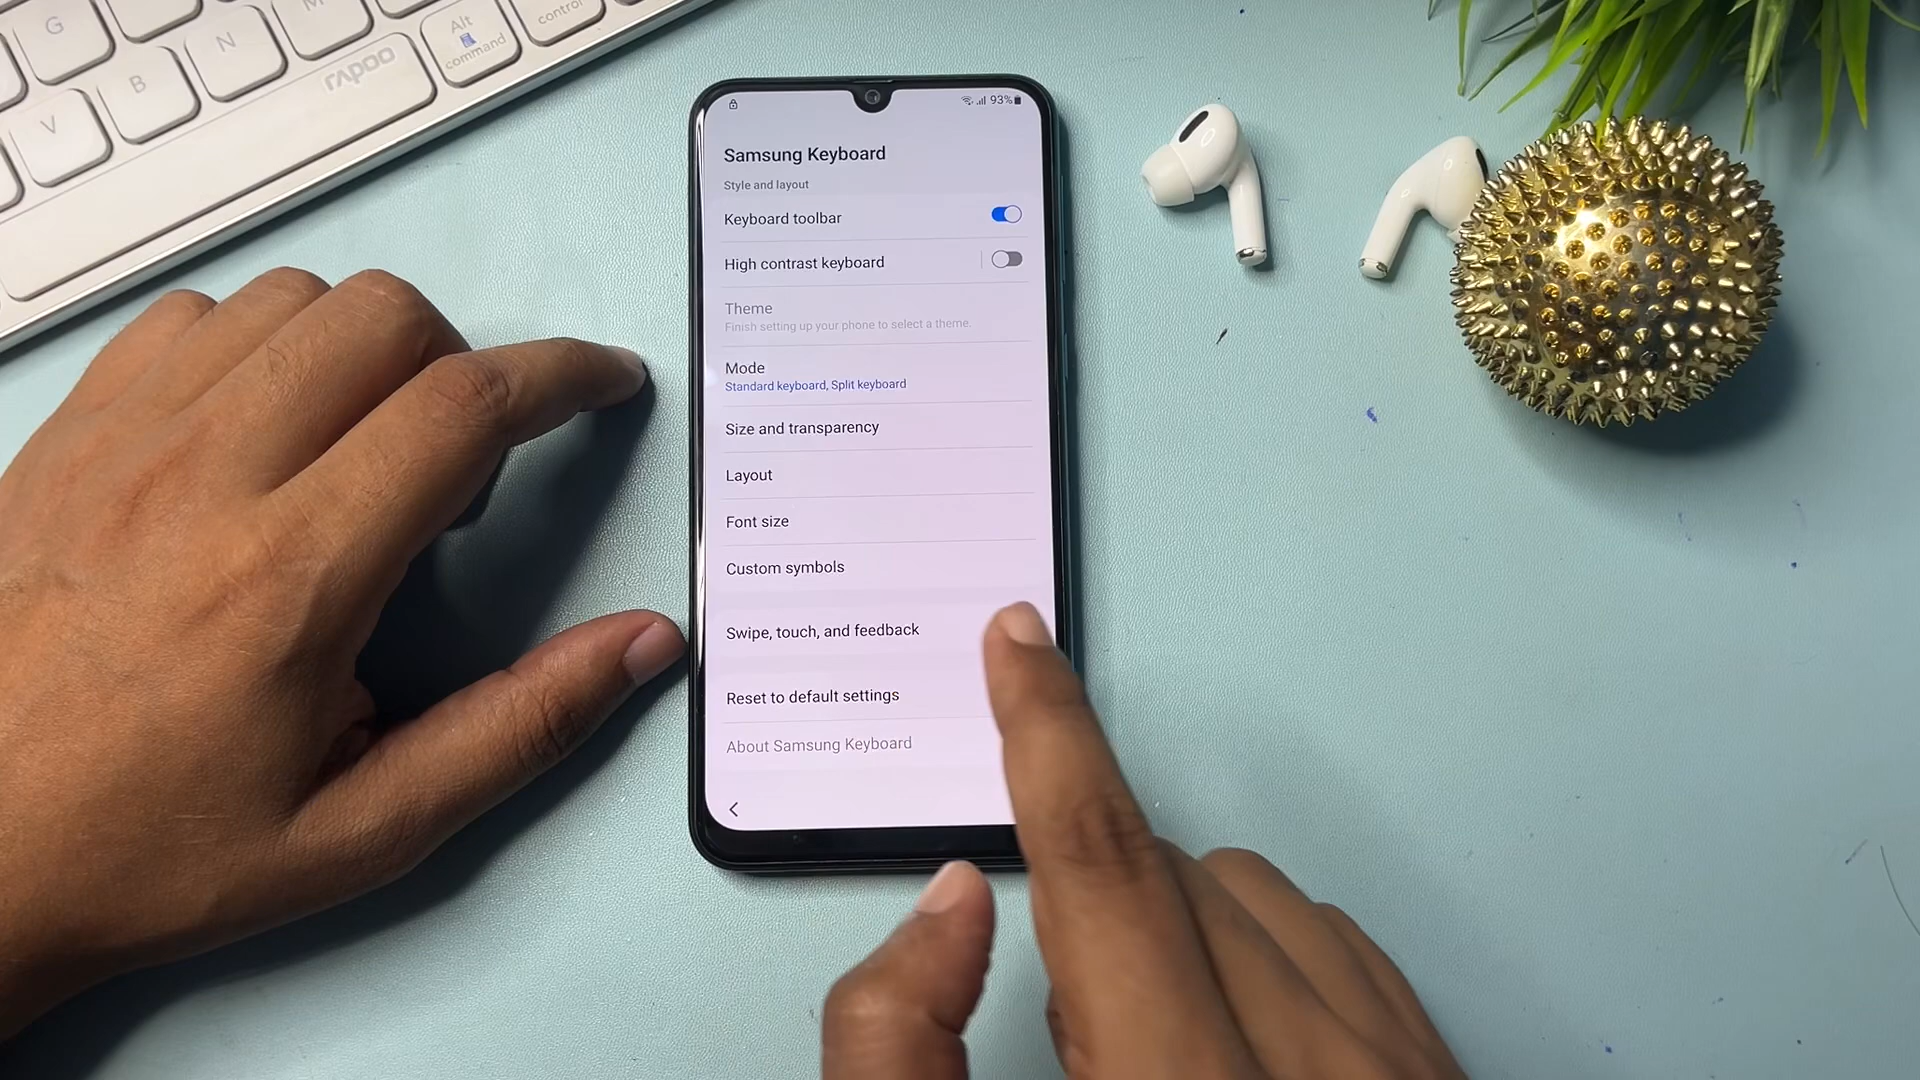 G
M
Alt
control
N
command
B
rapoo
V
93%
Samsung Keyboard
Style and layout
Keyboard toolbar
High contrast keyboard
Theme
Finish setting up your phone to select a theme.
Mode
Standard keyboard, Split keyboard
Size and transparency
Layout
Font size
Custom symbols
Swipe, touch, and feedback
Reset to default settings
About Samsung Keyboard